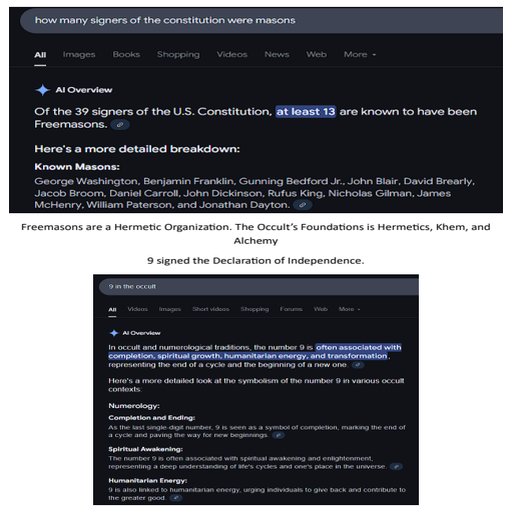 how many signers of the constitution were masons
All Images Books Shopping Videos News Web More
AI Overview
Of the 39 signers of the U.S. Constitution, at least 13 are known to have been
Freemasons.
Here's a more detailed breakdown:
Known Masons:
George Washington, Benjamin Franklin, Gunning Bedford Jr., John Blair, David Brearly,
Jacob Broom, Daniel Carroll, John Dickinson, Rufus King, Nicholas Gilman, James
McHenry, William Paterson, and Jonathan Dayton.
Freemasons are a Hermetic Organization. The Occult's Foundations is Hermetics, Khem, and
Alchemy
9 signed the Declaration of Independence.
9 in the occult
All Videos Images Short videos Shopping Forums Web More
AI Overview
In occult and numerological traditions, the number 9 is often associated with
completion, spiritual growth, humanitarian energy, and transformation,
representing the end of a cycle and the beginning of a new one.
Here's a more detailed look at the symbolism of the number 9 in various occult
contexts:
Numerology:
Completion and Ending:
As the last single-digit number, 9 is seen as a symbol of completion, marking the end of
a cycle and paving the way for new beginnings.
Spiritual Awakening:
The number 9 is often associated with spiritual awakening and enlightenment,
representing a deep understanding of life's cycles and one's place in the universe.
Humanitarian Energy:
9 is also linked to humanitarian energy, urging individuals to give back and contribute to
the greater good.